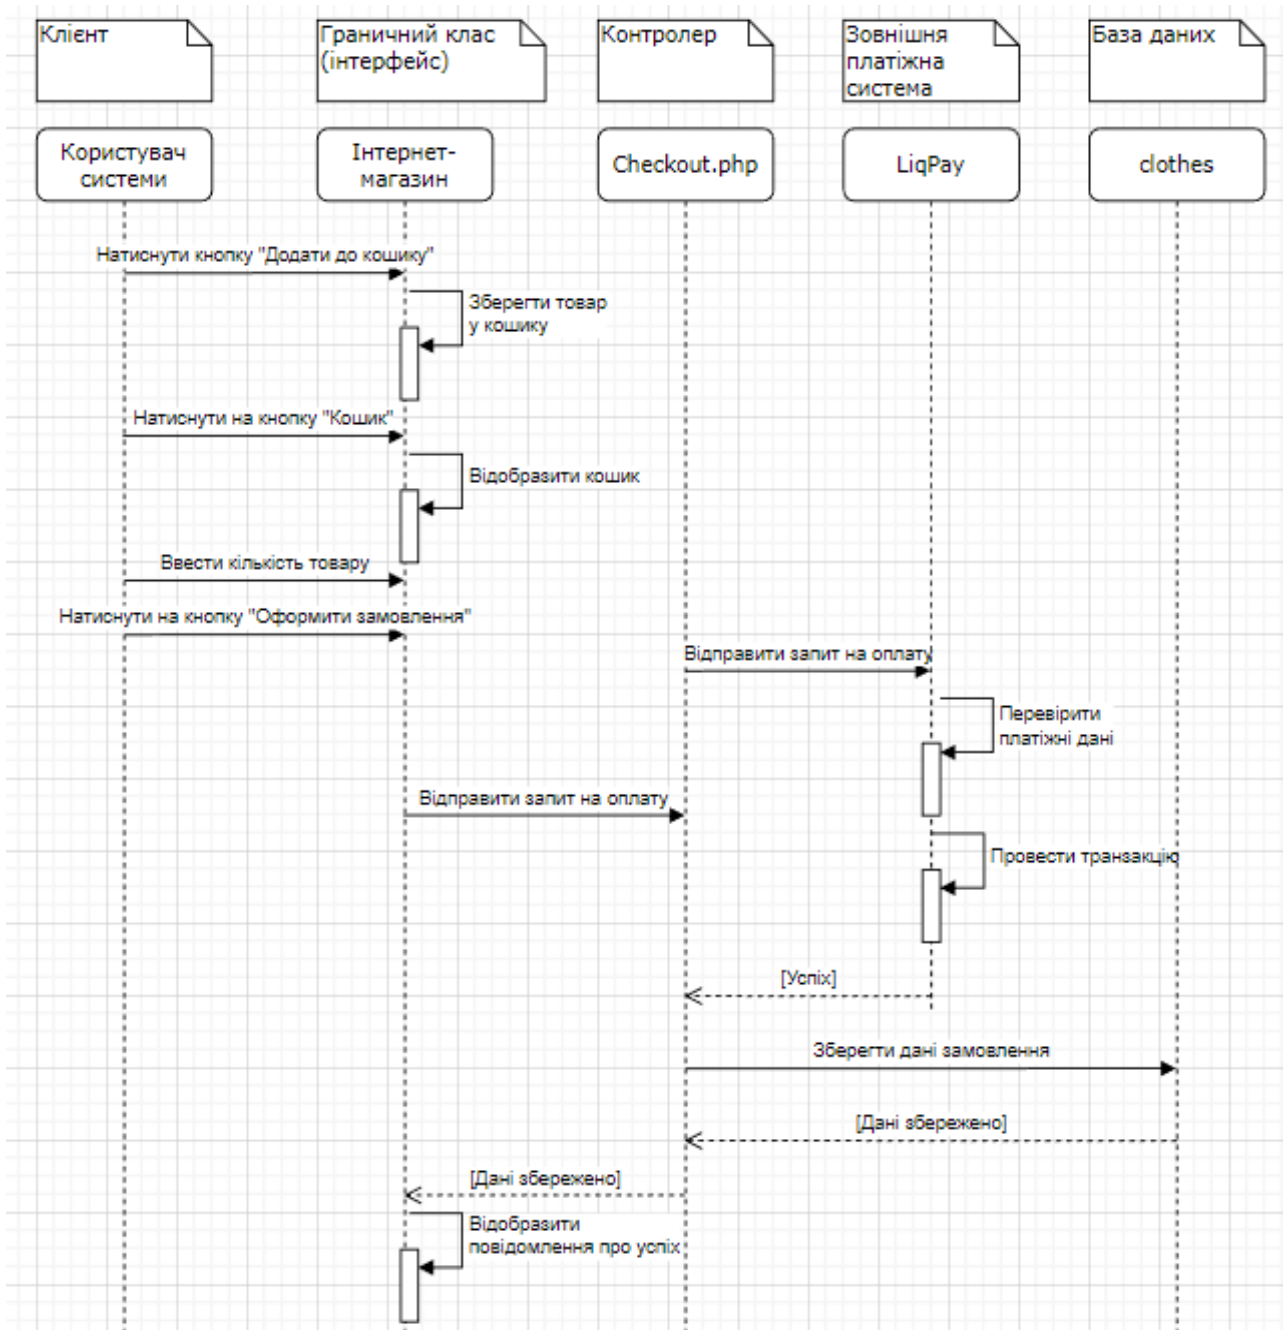 Клієнт
Граничний клас
(інтерфейс)
Контролер
Зовнішня
платіжна
система
База даних
Користувач
системи
Інтернет-
магазин
Checkout.php
LiqPay
clothes
Натиснути кнопку "Додати до кошику"
Зберегти товар
у кошику
Натиснути на кнопку "Кошик"
Відобразити кошик
Ввести кількість товару
Натиснути на кнопку "Оформити замовлення"
Відправити запит на оплату
Перевірити
платіжні дані
Відправити запит на оплату
Провести транзакцію
[Успіх]
Зберегти дані замовлення
[Дані збережено]
[Дані збережено]
Відобразити
повідомлення про успіх